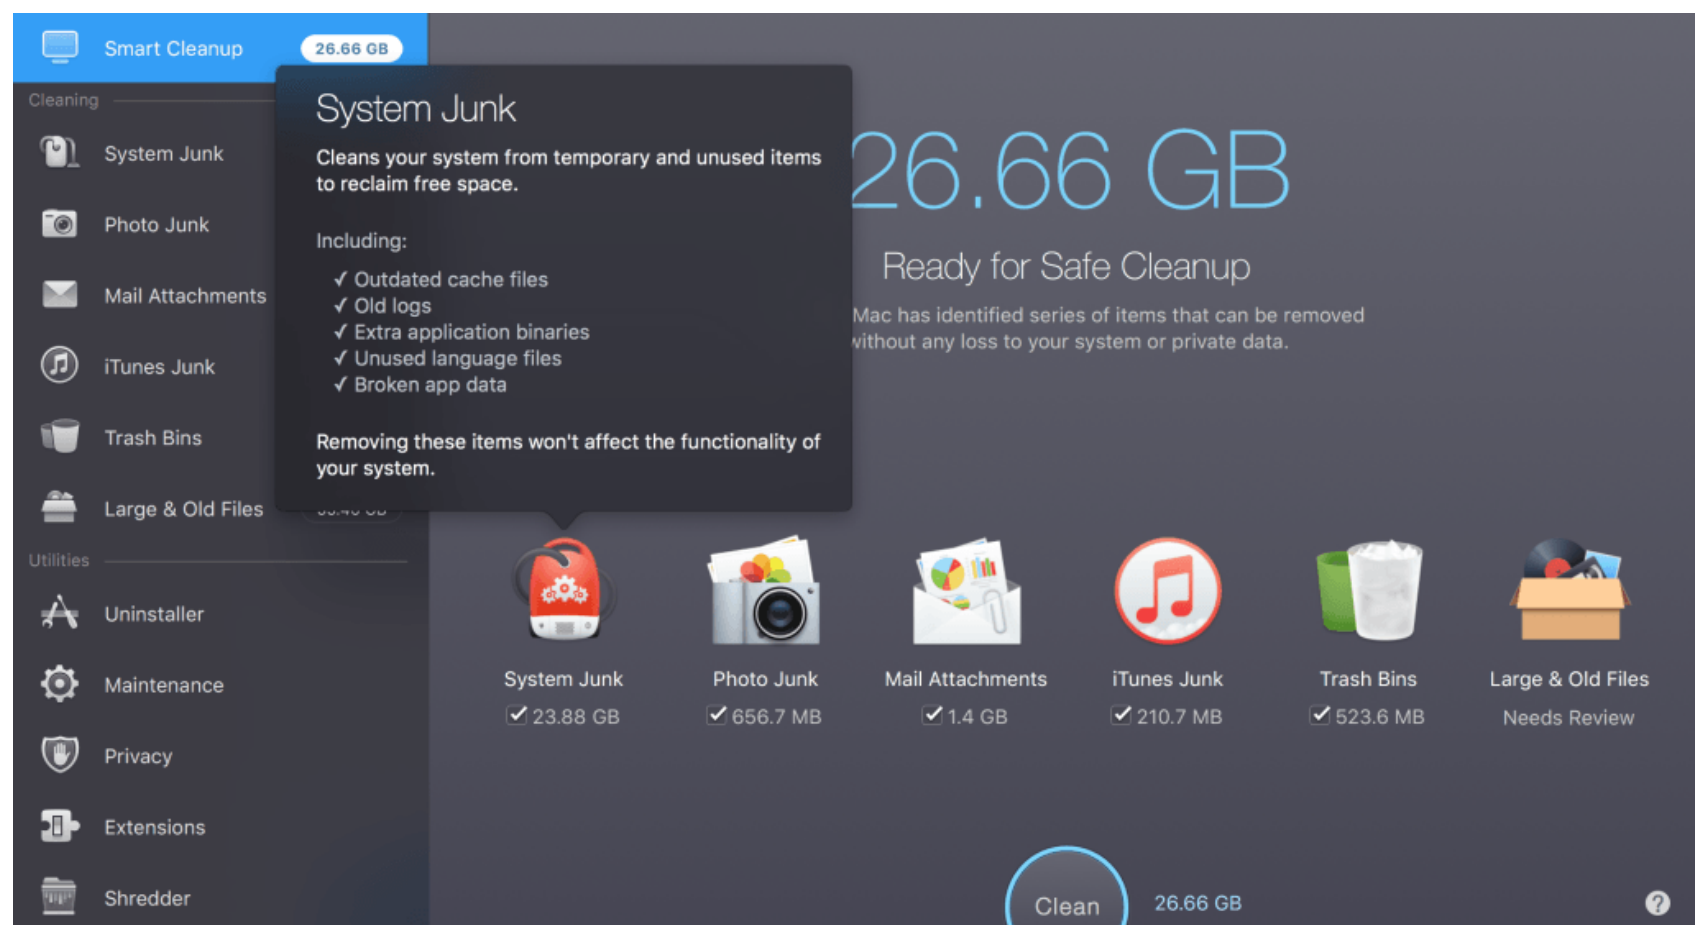 Smart Cleanup 26.66 GB
Cleaning
System Junk
Photo Junk
Mail Attachments
iTunes Junk
Trash Bins
Large & Old Files
Utilities
Uninstaller
Maintenance
Privacy
Extensions
Shredder
System Junk
Cleans your system from temporary and unused items
to reclaim free space.
Including:
✓ Outdated cache files
✓ Old logs
✓ Extra application binaries
✓ Unused language files
✓ Broken app data
Removing these items won't affect the functionality of
your system.
26.66 GB
Ready for Safe Cleanup
Mac has identified series of items that can be removed
without any loss to your system or private data.
System Junk
23.88 GB
Photo Junk
656.7 MB
Mail Attachments
1.4 GB
iTunes Junk
210.7 MB
Trash Bins
523.6 MB
Large & Old Files
Needs Review
Clean 26.66 GB
?